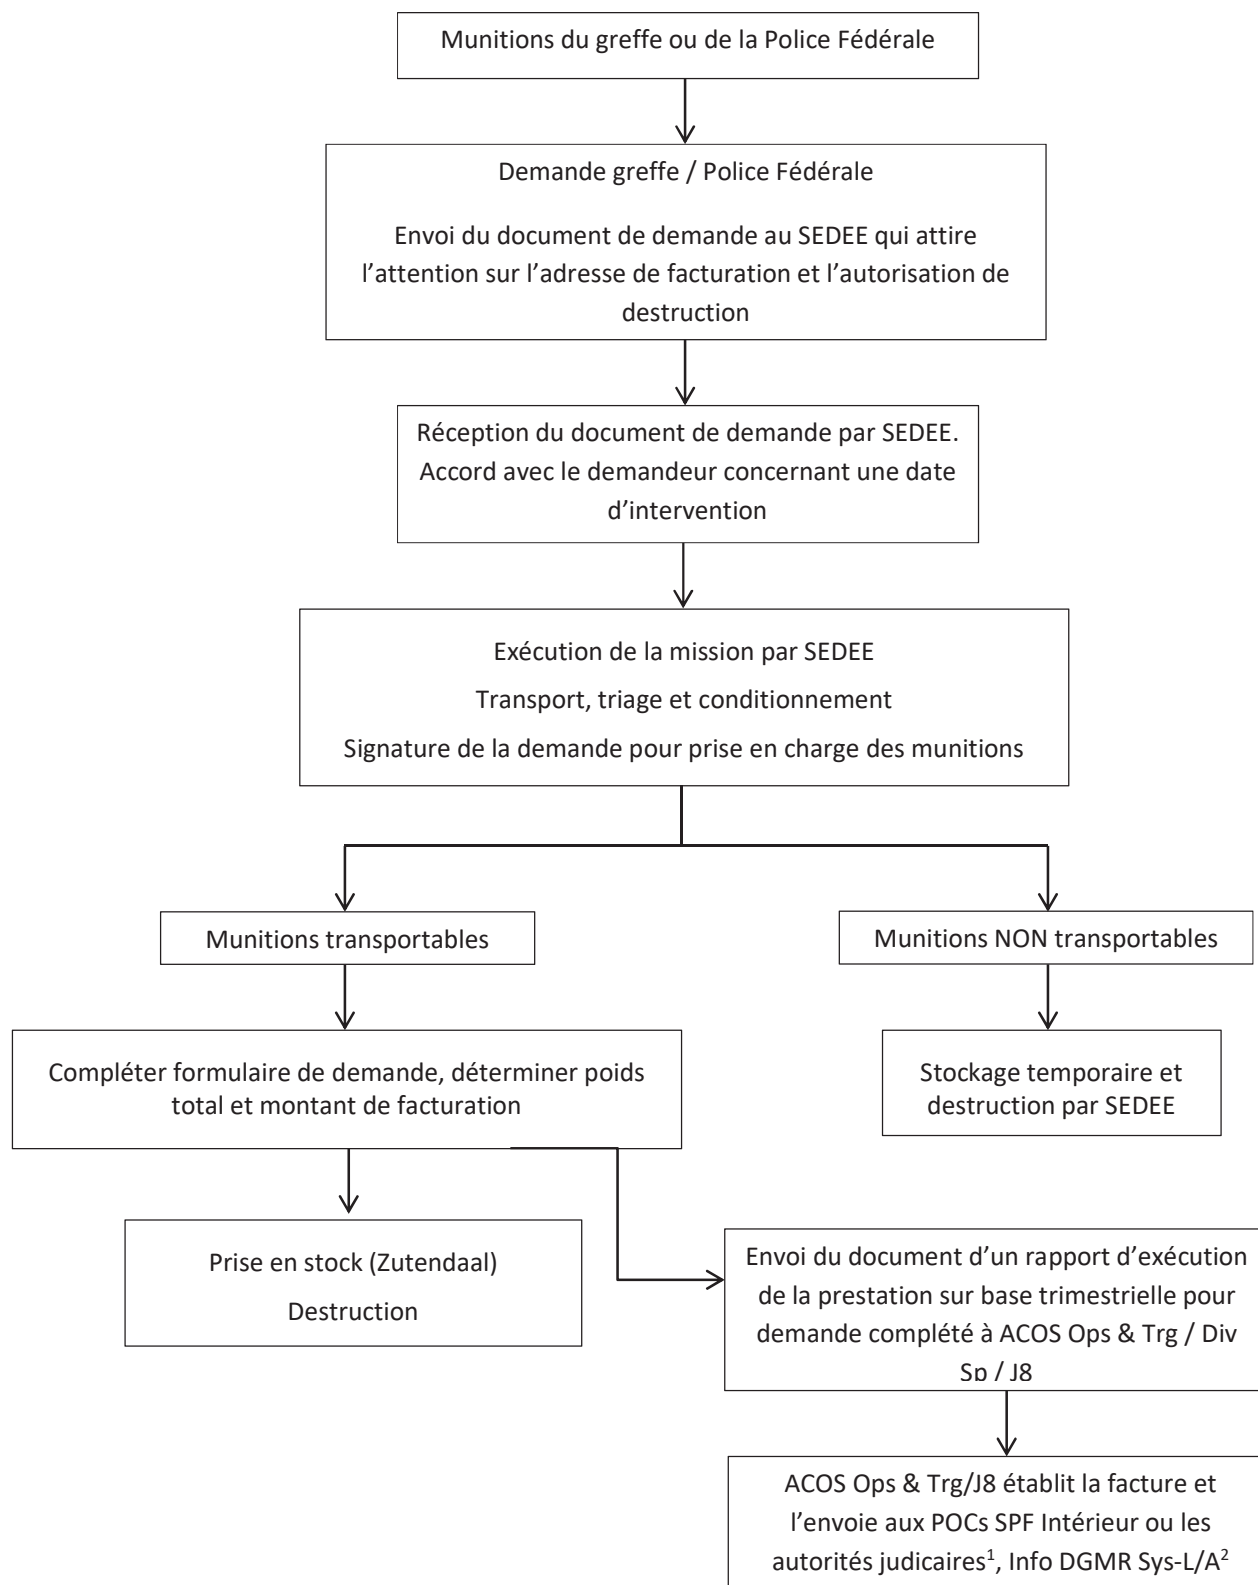 Munitions du greffe ou de la Police Fédérale
Demande greffe / Police Fédérale
Envoi du document de demande au SEDEE qui attire
l’attention sur l’adresse de facturation et l’autorisation de
destruction
Réception du document de demande par SEDEE.
Accord avec le demandeur concernant une date
d’intervention
Exécution de la mission par SEDEE
Transport, triage et conditionnement
Signature de la demande pour prise en charge des munitions
Munitions transportables
Munitions NON transportables
Compléter formulaire de demande, déterminer poids
total et montant de facturation
Stockage temporaire et
destruction par SEDEE
Prise en stock (Zutendaal)
Destruction
Envoi du document d’un rapport d’exécution
de la prestation sur base trimestrielle pour
demande complété à ACOS Ops & Trg / Div
Sp / J8
ACOS Ops & Trg/J8 établit la facture et
l’envoie aux POCs SPF Intérieur ou les
autorités judicaires¹, Info DGMR Sys-L/A²